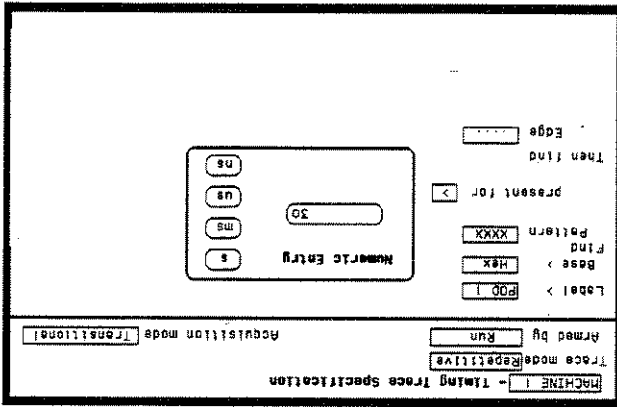 MACHINE 1 - Timing Trace Specification
Trace mode Repetitive
Armed by Run Acquisition mode Transitional
Label > POD 1
Base > Hex
Find
Pattern XXXX
present for >
Then find
Edge ....
Numeric Entry
30
s
ms
us
ns